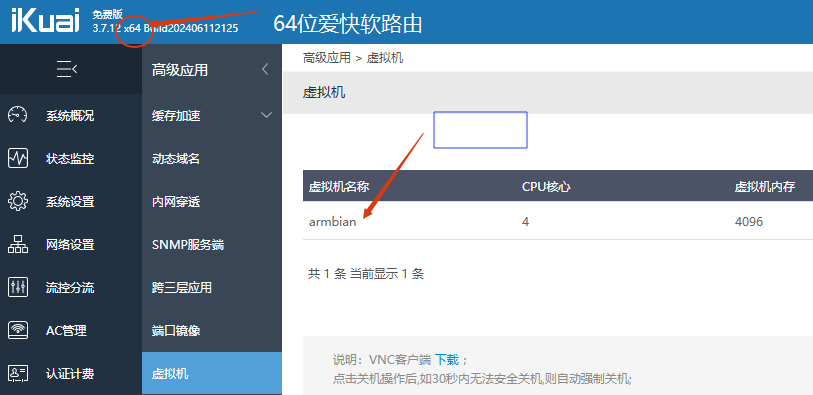 iKuai 免费版
3.7.12 x64 Build202406112125
64位爱快软路由
高级应用
系统概况
状态监控
系统设置
网络设置
流控分流
AC管理
认证计费
缓存加速
动态域名
内网穿透
SNMP服务端
跨三层应用
端口镜像
虚拟机
高级应用 > 虚拟机
虚拟机
虚拟机名称 CPU核心 虚拟机内存
armbian 4 4096
共 1 条 当前显示 1 条
说明：VNC客户端 下载 ；
点击关机操作后,如30秒内无法安全关机,则自动强制关机;